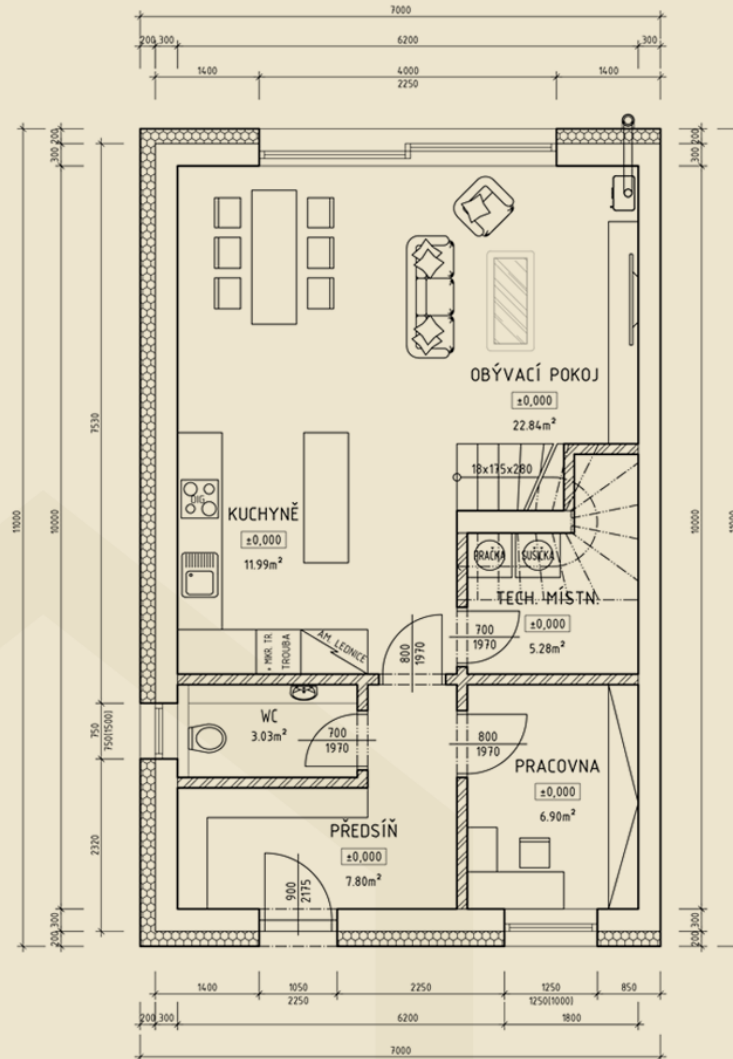 7000
200 300 6200 300
1400 4000 1400
2250
300 200
300 200
11000
10000
7530
750
750(1500)
2320
200 300
10000
11000
200 300
OBÝVACÍ POKOJ
±0,000
22.84m²
18x175x280
DIG
KUCHYNĚ
±0,000
11.99m²
PRAČKA
SUŠIČKA
TECH. MÍSTN.
±0,000
5.28m²
+ MKR. TR.
TROUBA
AM. LEDNICE
800
1970
700
1970
WC
3.03m²
700
1970
800
1970
PRACOVNA
±0,000
6.90m²
PŘEDSÍŇ
±0,000
7.80m²
900
2175
1400 1050 2250 1250 850
2250 1250(1000)
200 300 6200 1800
7000